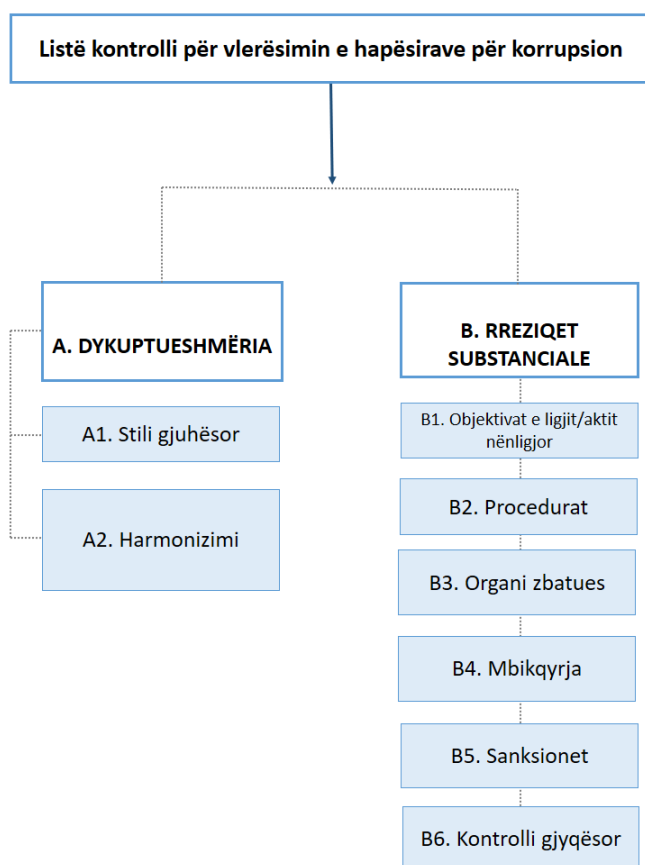 Listë kontrolli për vlerësimin e hapësirave për korrupsion
A. DYKUPTUESHMËRIA
A1. Stili gjuhësor
A2. Harmonizimi
B. RREZIQET
SUBSTANCIALE
B1. Objektivat e ligjit/aktit
nënligjor
B2. Procedurat
B3. Organi zbatues
B4. Mbikqyrja
B5. Sanksionet
B6. Kontrolli gjyqësor